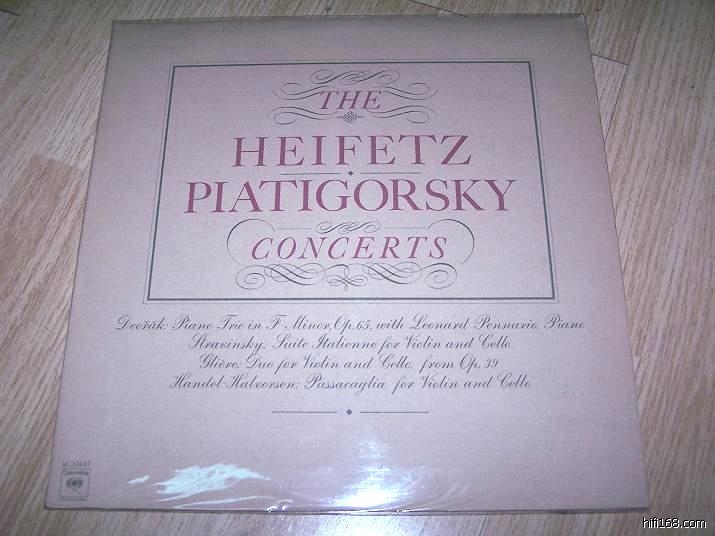 THE
HEIFETZ
PIATIGORSKY
CONCERTS
Dvořák: Piano Trio in F Minor, Op. 65, with Leonard Pennario, Piano
Stravinsky: Suite Italienne for Violin and Cello
Glière: Duo for Violin and Cello, from Op. 39
Handel-Halvorsen: Passacaglia for Violin and Cello
M 33447
Columbia
hifi168.com